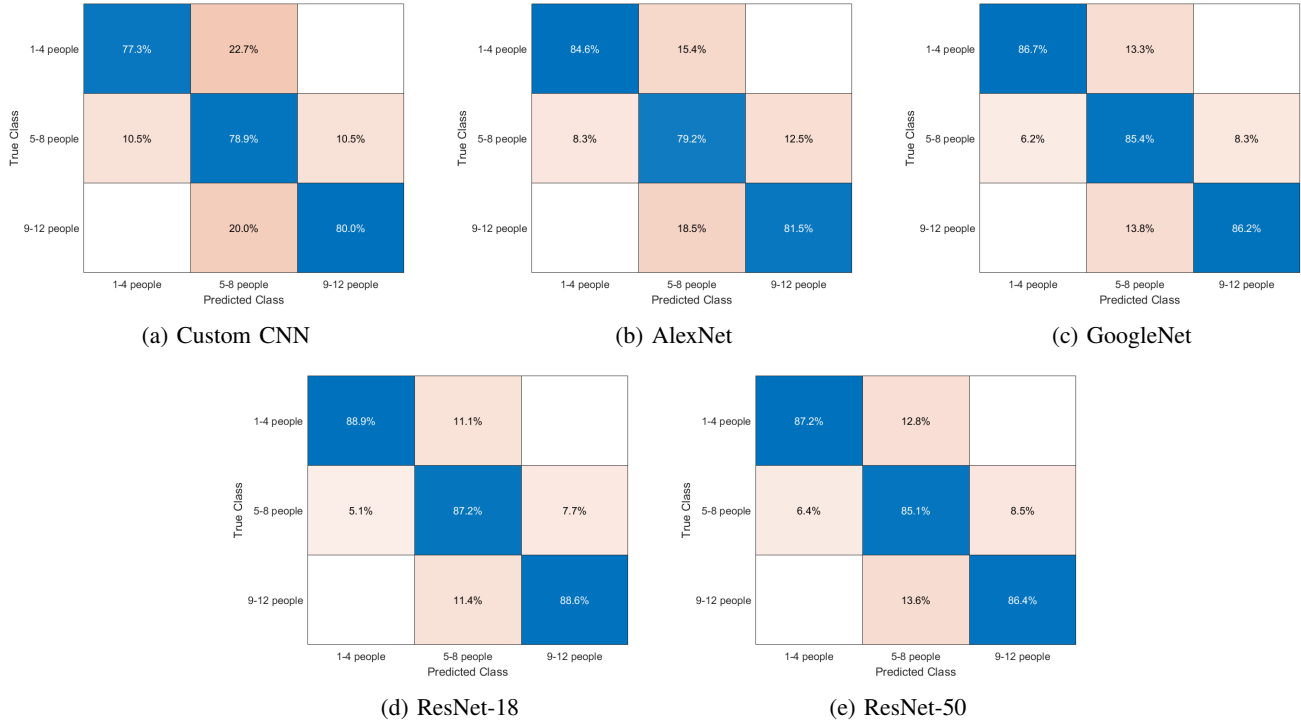 1-4 people 77.3% 22.7%
5-8 people 10.5% 78.9% 10.5%
9-12 people 20.0% 80.0%
True Class
1-4 people 5-8 people 9-12 people
Predicted Class
(a) Custom CNN
1-4 people 84.6% 15.4%
5-8 people 8.3% 79.2% 12.5%
9-12 people 18.5% 81.5%
True Class
1-4 people 5-8 people 9-12 people
Predicted Class
(b) AlexNet
1-4 people 86.7% 13.3%
5-8 people 6.2% 85.4% 8.3%
9-12 people 13.8% 86.2%
True Class
1-4 people 5-8 people 9-12 people
Predicted Class
(c) GoogleNet
1-4 people 88.9% 11.1%
5-8 people 5.1% 87.2% 7.7%
9-12 people 11.4% 88.6%
True Class
1-4 people 5-8 people 9-12 people
Predicted Class
(d) ResNet-18
1-4 people 87.2% 12.8%
5-8 people 6.4% 85.1% 8.5%
9-12 people 13.6% 86.4%
True Class
1-4 people 5-8 people 9-12 people
Predicted Class
(e) ResNet-50